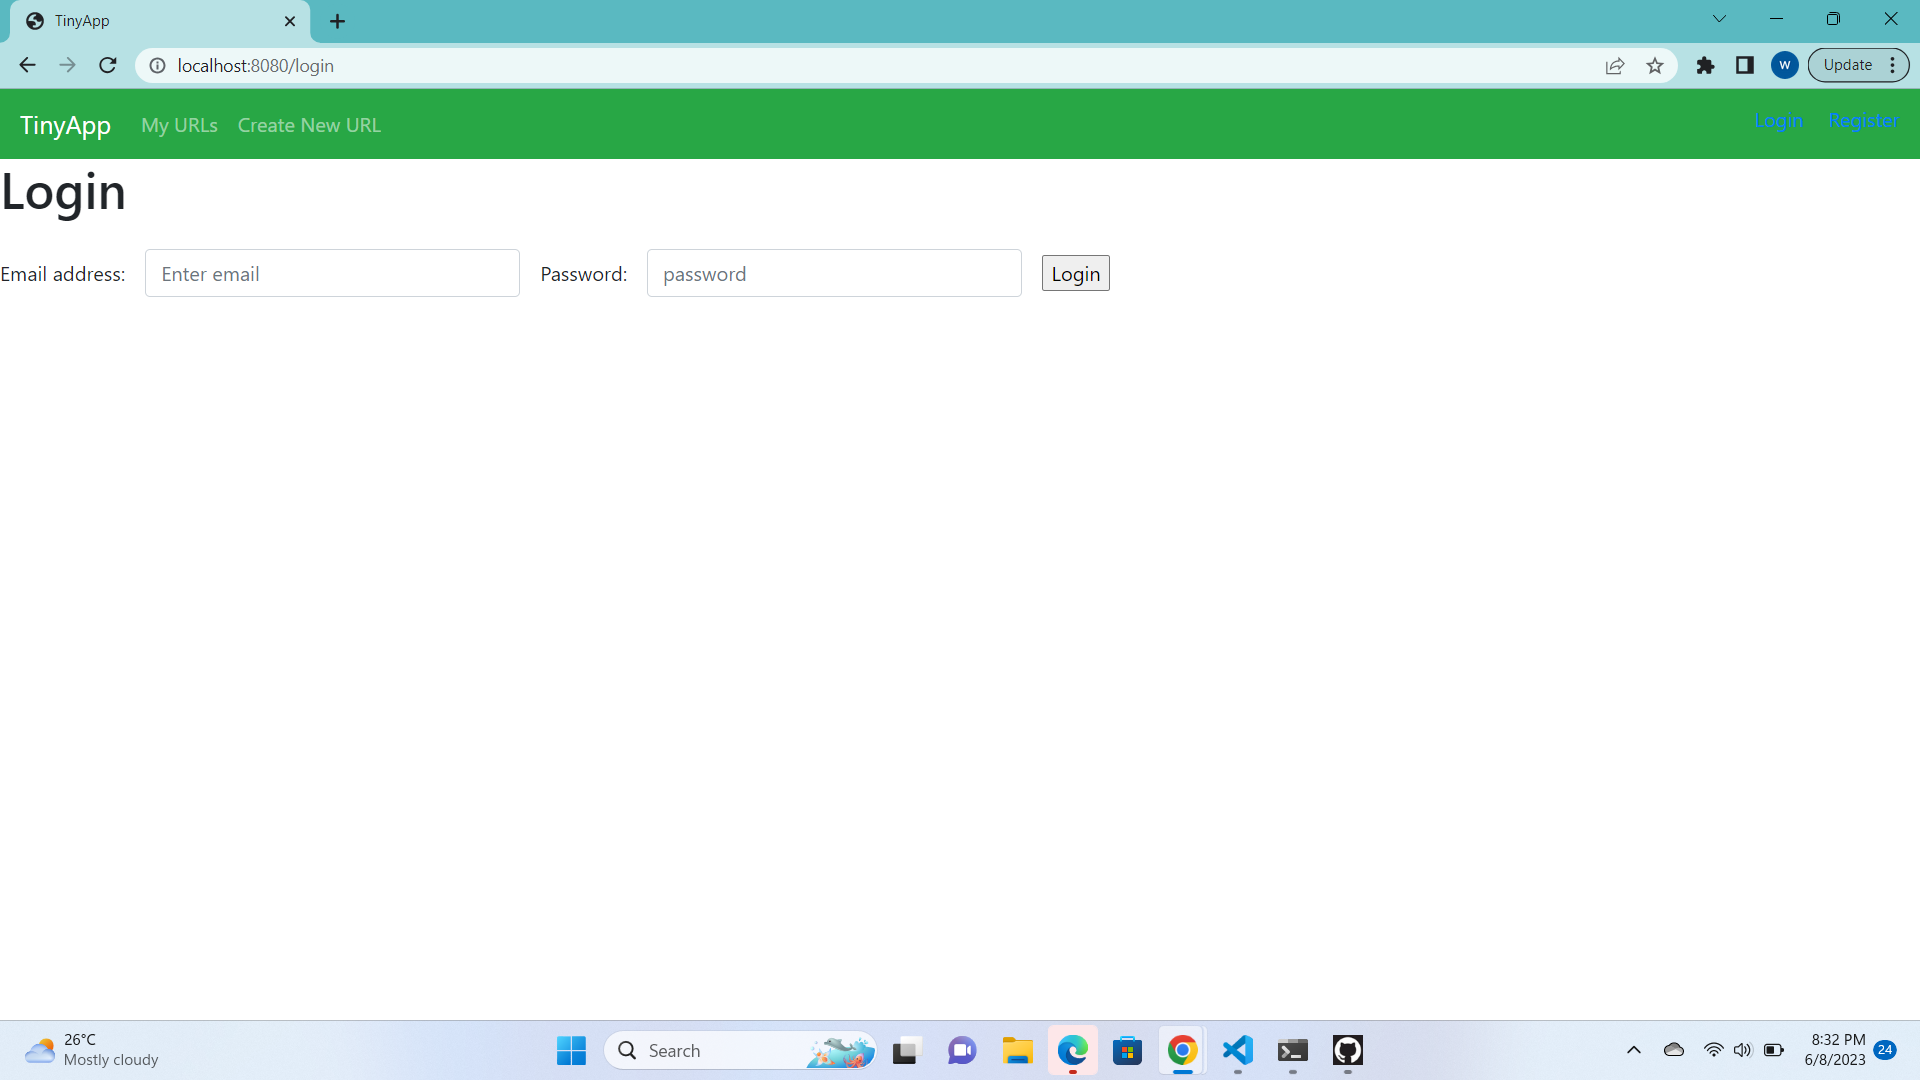 TinyApp
localhost:8080/login
W
Update
TinyApp My URLs Create New URL Login Register
Login
Email address: Enter email Password: password Login
26°C
Mostly cloudy
Search
8:32 PM
6/8/2023
24